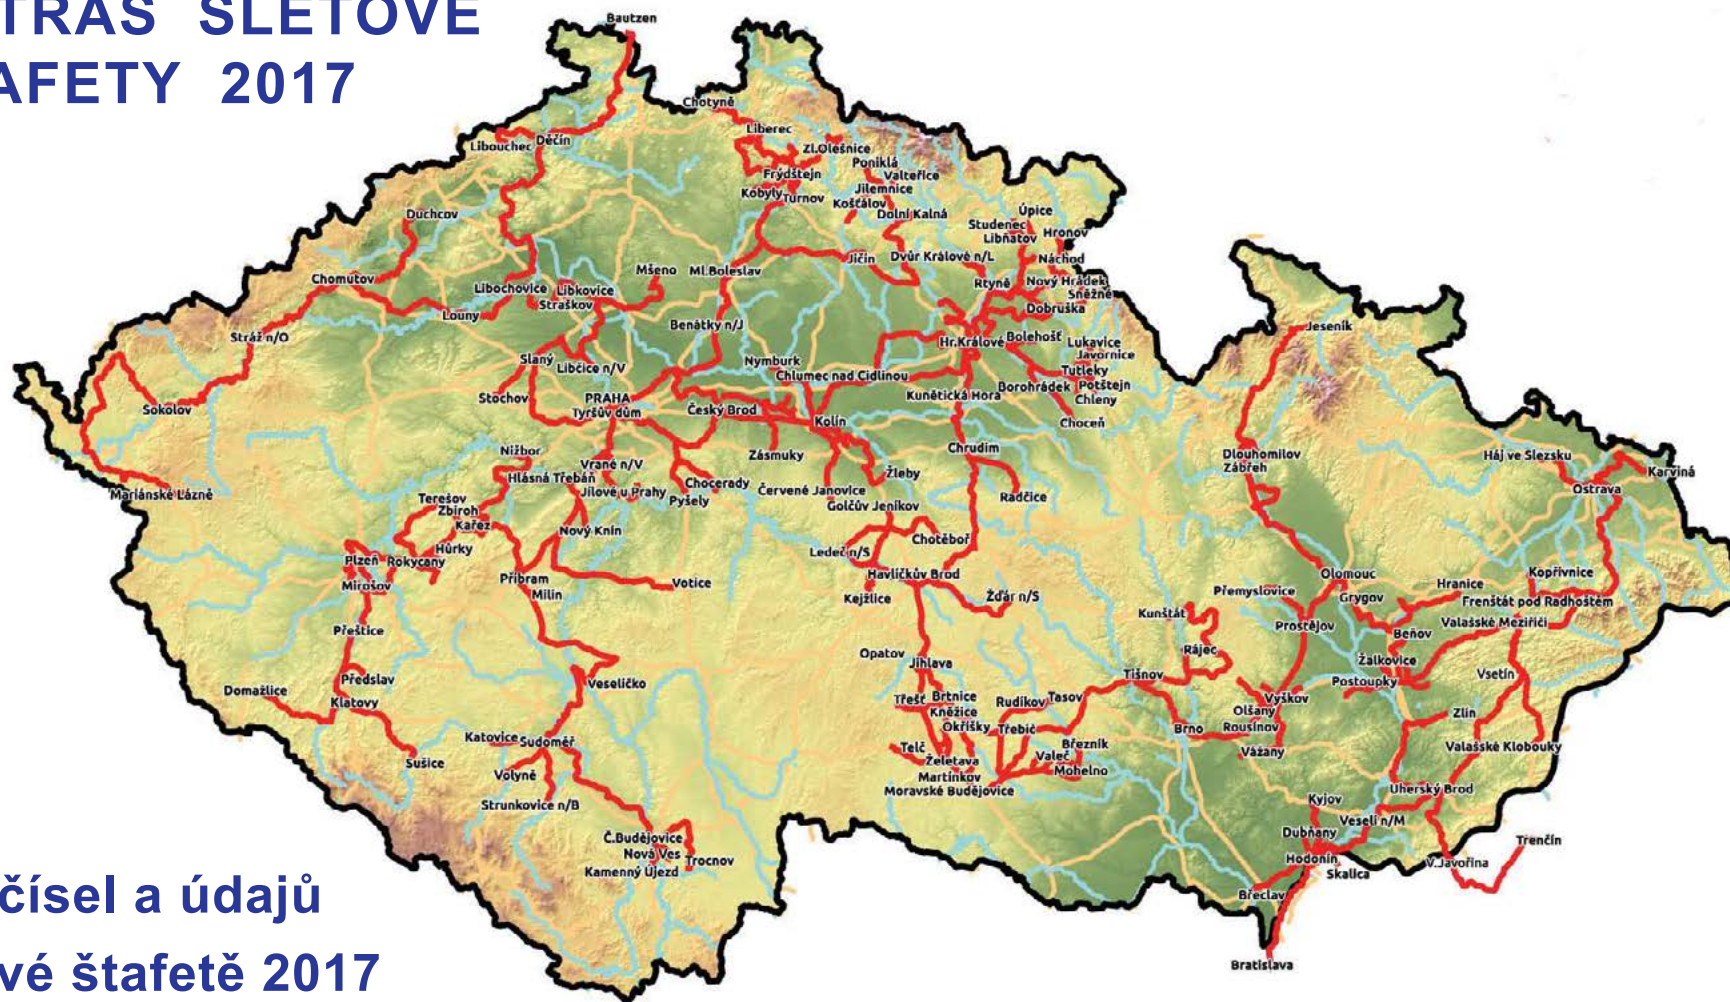 TRAS SLETOVÉ
AFETY 2017
Bautzen
Chotyně
Liberec
Libouchec
Děčín
Zl.Olešnice
Poniklá
Valteřice
Frýdštejn
Jilemnice
Kobyly
Turnov
Košťálov
Dolní Kalná
Duchcov
Úpice
Studenec
Libňatov
Hronov
Chomutov
Mšeno
Ml.Boleslav
Jičín
Dvůr Králové n/L
Náchod
Libochovice
Libkovice
Straškov
Rtyně
Nový Hrádek
Sněžné
Louny
Dobruška
Benátky n/J
Stráž n/O
Hr.Králové
Bolehošť
Lukavice
Javornice
Jeseník
Slaný
Libčice n/V
Nymburk
Chlumec nad Cidlinou
Tutleky
Borohrádek
Potštejn
Chleny
Stochov
PRAHA
Tyršův dům
Kunětická Hora
Sokolov
Český Brod
Kolín
Choceň
Nižbor
Zásmuky
Chrudim
Dlouhomilov
Zábřeh
Háj ve Slezsku
Karviná
Vrané n/V
Hlásná Třebáň
Jílové u Prahy
Chocerady
Pyšely
Žleby
Červené Janovice
Radčice
Ostrava
Mariánské Lázně
Terešov
Zbiroh
Kařez
Golčův Jeníkov
Nový Knín
Chotěboř
Hůrky
Ledeč n/S
Plzeň
Rokycany
Mirošov
Příbram
Milín
Votice
Havlíčkův Brod
Kejžlice
Žďár n/S
Olomouc
Přemyslovice
Grygov
Hranice
Kopřivnice
Frenštát pod Radhoštěm
Kunštát
Prostějov
Valašské Meziříčí
Přeštice
Beňov
Opatov
Jihlava
Rájec
Žalkovice
Předslav
Veselíčko
Tišnov
Postoupky
Vsetín
Domažlice
Klatovy
Třešť
Brtnice
Kněžice
Rudíkov
Tasov
Vyškov
Olšany
Zlín
Okříšky
Třebíč
Brno
Rousínov
Katovice
Sudoměř
Telč
Želetava
Březník
Valeč
Vážany
Valašské Klobouky
Sušice
Volyně
Martínkov
Mohelno
Moravské Budějovice
Uherský Brod
Strunkovice n/B
Kyjov
Veselí n/M
Č.Budějovice
Nová Ves
Kamenný Újezd
Trocnov
Dubňany
Trenčín
Hodonín
Skalica
V.Javořina
Břeclav
Bratislava
čísel a údajů
vé štafetě 2017